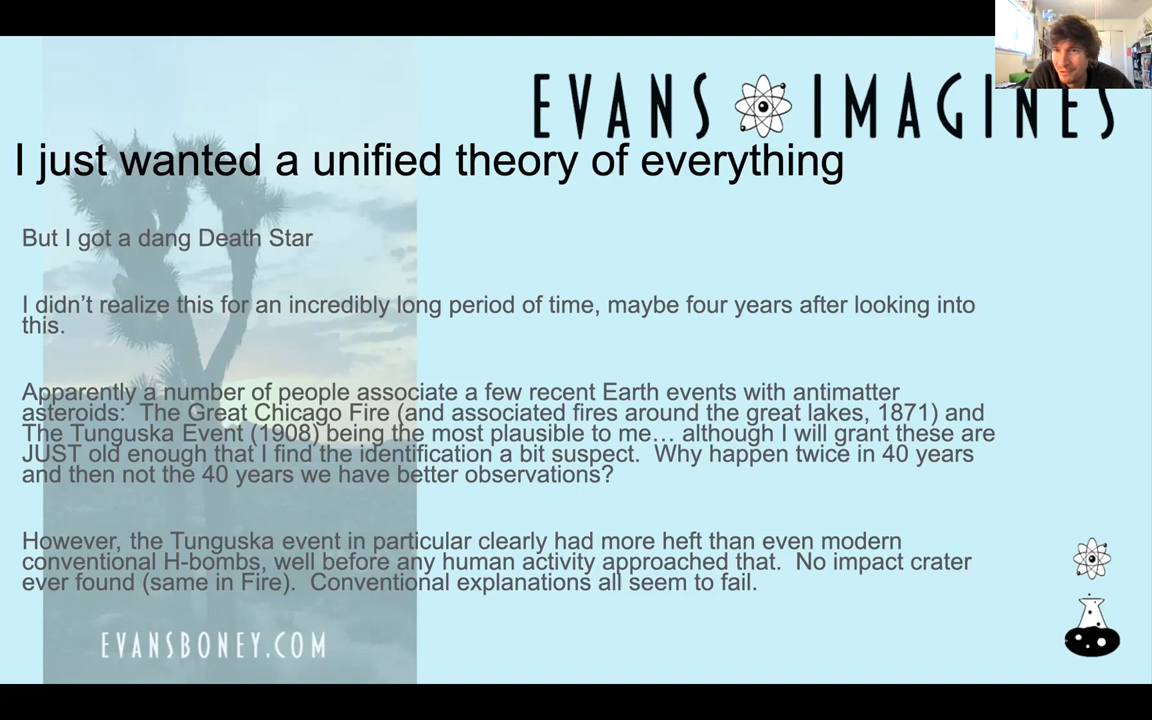 EVANS IMAGINES
I just wanted a unified theory of everything
But I got a dang Death Star
I didn’t realize this for an incredibly long period of time, maybe four years after looking into
this.
Apparently a number of people associate a few recent Earth events with antimatter
asteroids:  The Great Chicago Fire (and associated fires around the great lakes, 1871) and
The Tunguska Event (1908) being the most plausible to me… although I will grant these are
JUST old enough that I find the identification a bit suspect.  Why happen twice in 40 years
and then not the 40 years we have better observations?
However, the Tunguska event in particular clearly had more heft than even modern
conventional H-bombs, well before any human activity approached that.  No impact crater
ever found (same in Fire).  Conventional explanations all seem to fail.
EVANSBONEY.COM